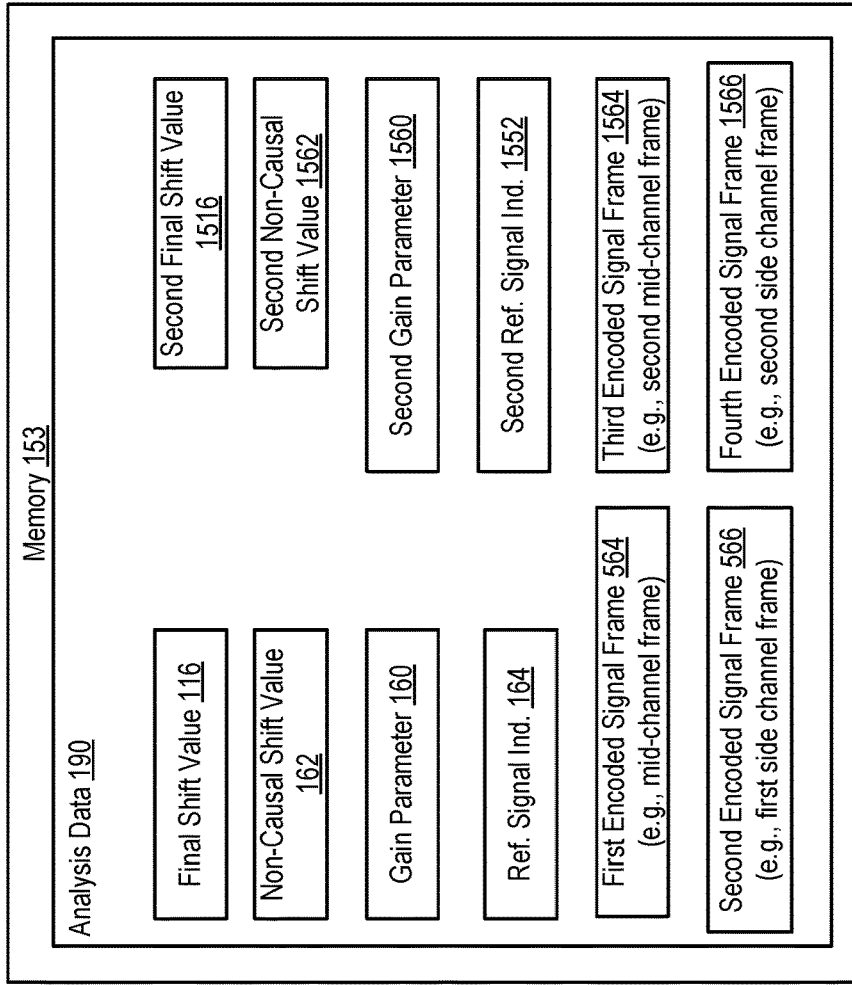 Memory 153
Analysis Data 190
Final Shift Value 116
Second Final Shift Value
1516
Non-Causal Shift Value
162
Second Non-Causal
Shift Value 1562
Gain Parameter 160
Second Gain Parameter 1560
Ref. Signal Ind. 164
Second Ref. Signal Ind. 1552
First Encoded Signal Frame 564
(e.g., mid-channel frame)
Third Encoded Signal Frame 1564
(e.g., second mid-channel frame)
Second Encoded Signal Frame 566
(e.g., first side channel frame)
Fourth Encoded Signal Frame 1566
(e.g., second side channel frame)